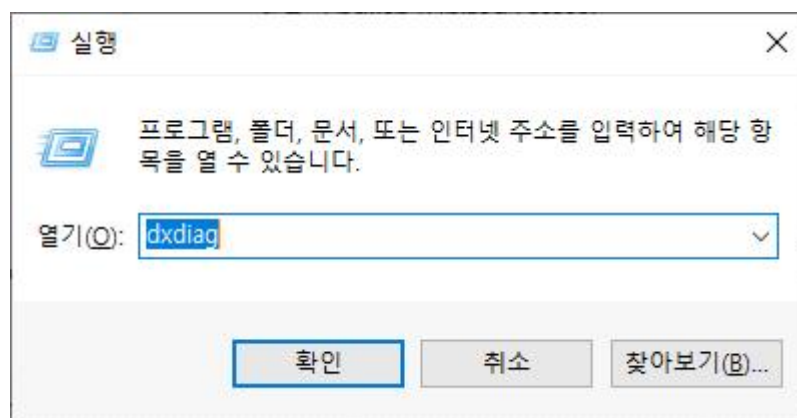 실행
프로그램, 폴더, 문서, 또는 인터넷 주소를 입력하여 해당 항
목을 열 수 있습니다.
열기(O): dxdiag
확인 취소 찾아보기(B)...